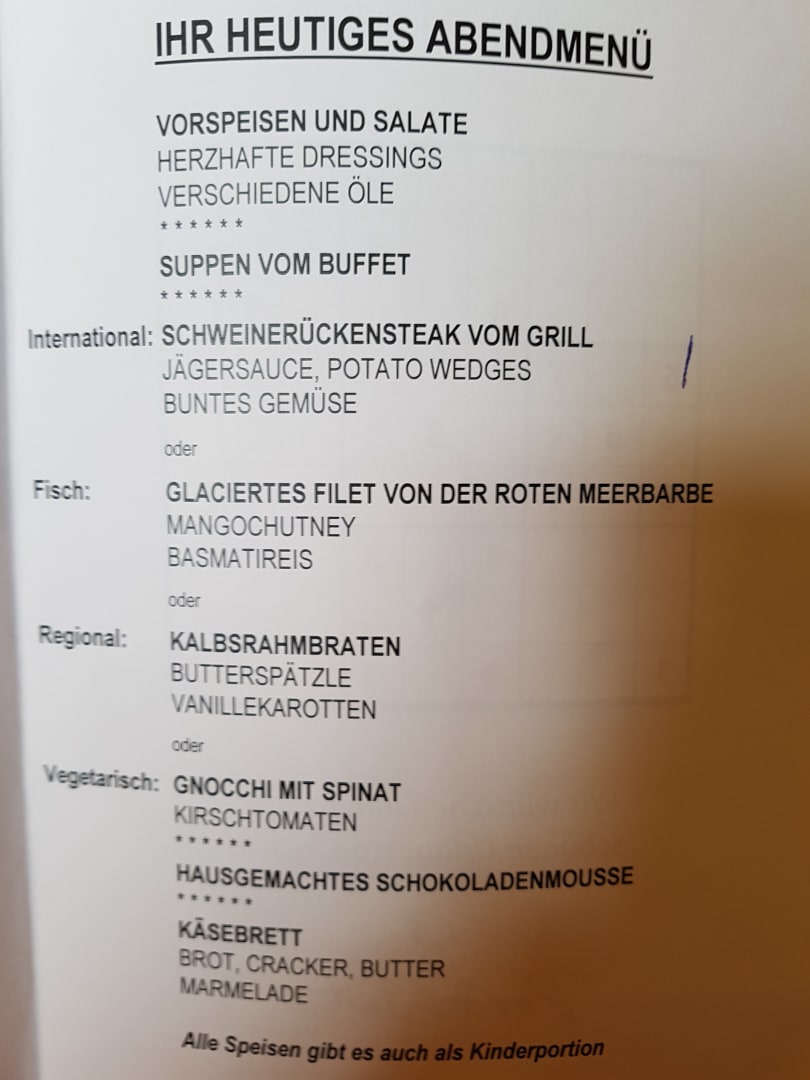 IHR HEUTIGES ABENDMENÜ
VORSPEISEN UND SALATE
HERZHAFTE DRESSINGS
VERSCHIEDENE ÖLE
* * * * * *
SUPPEN VOM BUFFET
* * * * * *
International: SCHWEINERÜCKENSTEAK VOM GRILL
JÄGERSAUCE, POTATO WEDGES
BUNTES GEMÜSE
oder
Fisch: GLACIERTES FILET VON DER ROTEN MEERBARBE
MANGOCHUTNEY
BASMATIREIS
oder
Regional: KALBSRAHMBRATEN
BUTTERSPÄTZLE
VANILLEKAROTTEN
oder
Vegetarisch: GNOCCHI MIT SPINAT
KIRSCHTOMATEN
* * * * * *
HAUSGEMACHTES SCHOKOLADENMOUSSE
* * * * * *
KÄSEBRETT
BROT, CRACKER, BUTTER
MARMELADE
Alle Speisen gibt es auch als Kinderportion